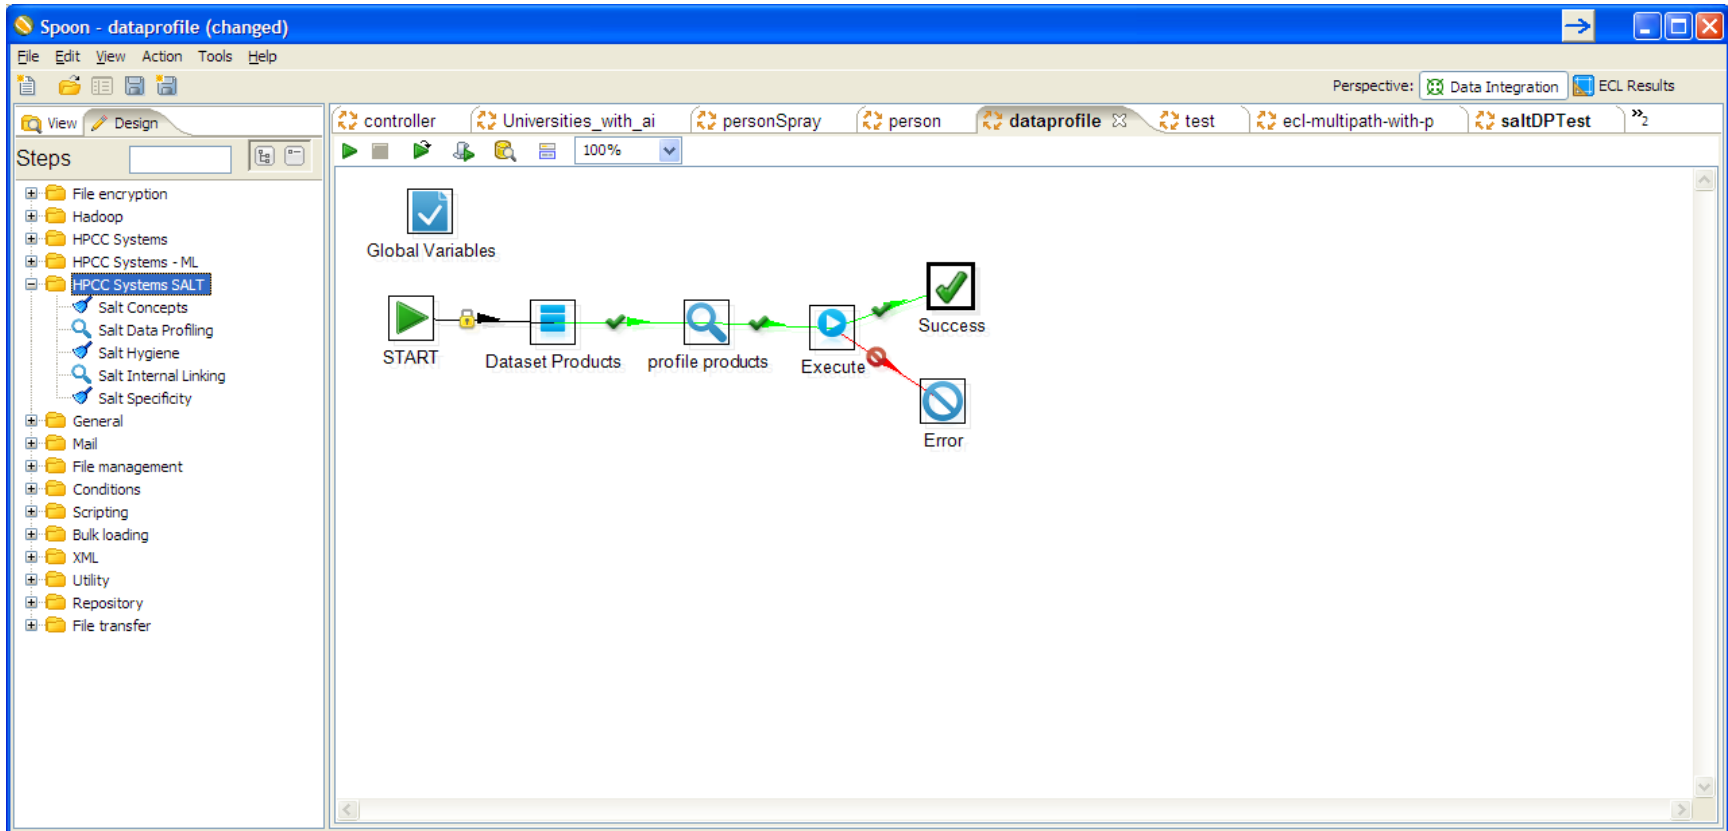 Spoon - dataprofile (changed)
File Edit View Action Tools Help
Perspective: Data Integration ECL Results
View Design
controller Universities_with_ai personSpray person dataprofile test ecl-multipath-with-p saltDPTest »2
Steps
100%
File encryption
Hadoop
HPCC Systems
HPCC Systems - ML
HPCC Systems SALT
Salt Concepts
Salt Data Profiling
Salt Hygiene
Salt Internal Linking
Salt Specificity
General
Mail
File management
Conditions
Scripting
Bulk loading
XML
Utility
Repository
File transfer
Global Variables
START
Dataset Products
profile products
Execute
Success
Error